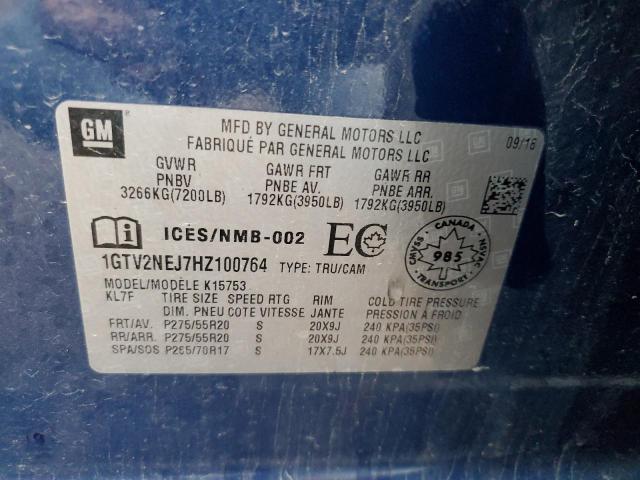 GM
MFD BY GENERAL MOTORS LLC
FABRIQUÉ PAR GENERAL MOTORS LLC
09/16
GVWR GAWR FRT GAWR RR
PNBV PNBE AV. PNBE ARR.
3266KG(7200LB) 1792KG(3950LB) 1792KG(3950LB)
ICES/NMB-002 EC
CANADA
CMVSS 985 NSVAC
1GTV2NEJ7HZ100764 TYPE: TRU/CAM
MODEL/MODÈLE K15753
KL7F TIRE SIZE SPEED RTG RIM COLD TIRE PRESSURE
DIM. PNEU COTE VITESSE JANTE PRESSION À FROID
FRT/AV. P275/55R20 S 20X9J 240 KPA(35PSI)
RR/ARR. P275/55R20 S 20X9J 240 KPA(35PSI)
SPA/SOS P265/70R17 S 17X7.5J 240 KPA(35PSI)